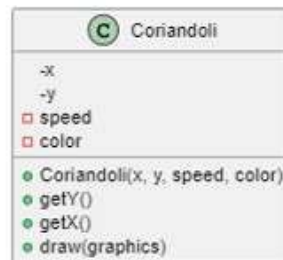 C Coriandoli
-x
-y
speed
color
Coriandoli(x, y, speed, color)
getY()
getX()
draw(graphics)